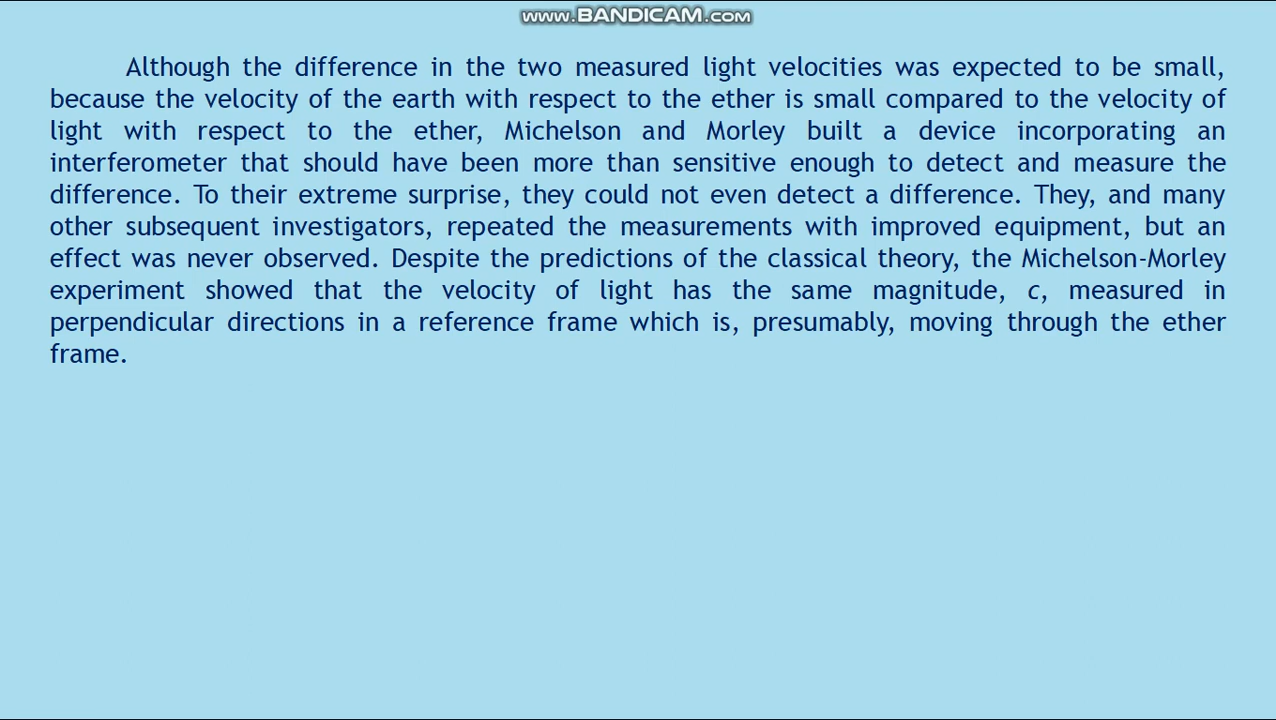 www.BANDICAM.com
Although the difference in the two measured light velocities was expected to be small,
because the velocity of the earth with respect to the ether is small compared to the velocity of
light with respect to the ether, Michelson and Morley built a device incorporating an
interferometer that should have been more than sensitive enough to detect and measure the
difference. To their extreme surprise, they could not even detect a difference. They, and many
other subsequent investigators, repeated the measurements with improved equipment, but an
effect was never observed. Despite the predictions of the classical theory, the Michelson-Morley
experiment showed that the velocity of light has the same magnitude, c, measured in
perpendicular directions in a reference frame which is, presumably, moving through the ether
frame.